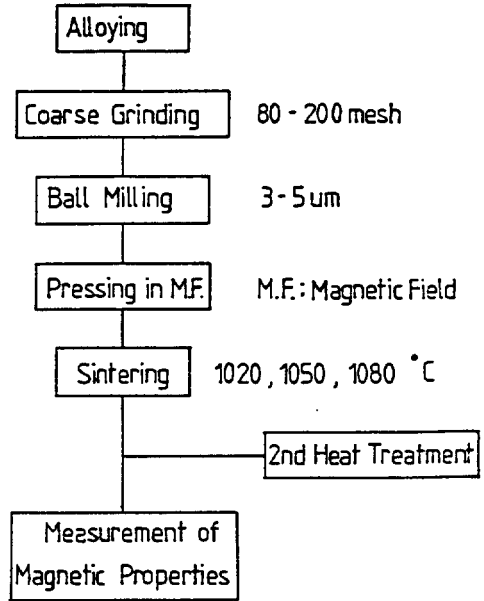 Alloying
Coarse Grinding 80 - 200 mesh
Ball Milling 3 - 5 um
Pressing in M.F. M.F. : Magnetic Field
Sintering 1020 , 1050 , 1080 °C
2nd Heat Treatment
Measurement of
Magnetic Properties